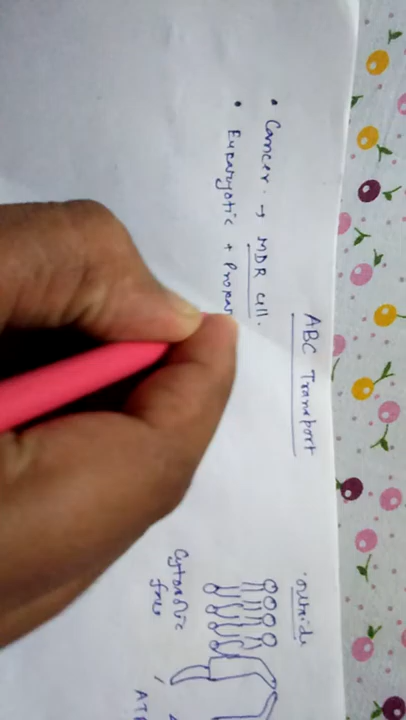 ABC Transport
• Cancer. → MDR cell.
• Eukaryotic + Prokar
outside
Cytosolic
face
ATP